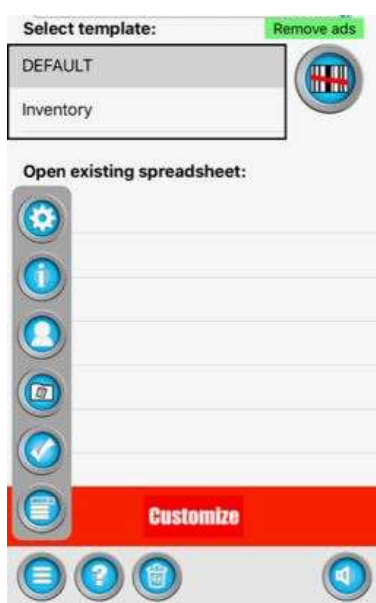 Select template:
Remove ads
DEFAULT
Inventory
Open existing spreadsheet:
Customize